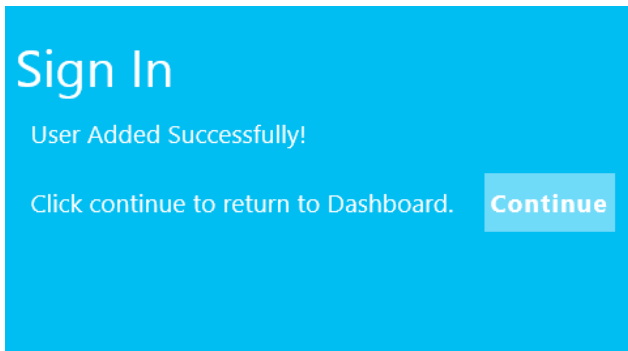 Sign In
User Added Successfully!
Click continue to return to Dashboard. Continue